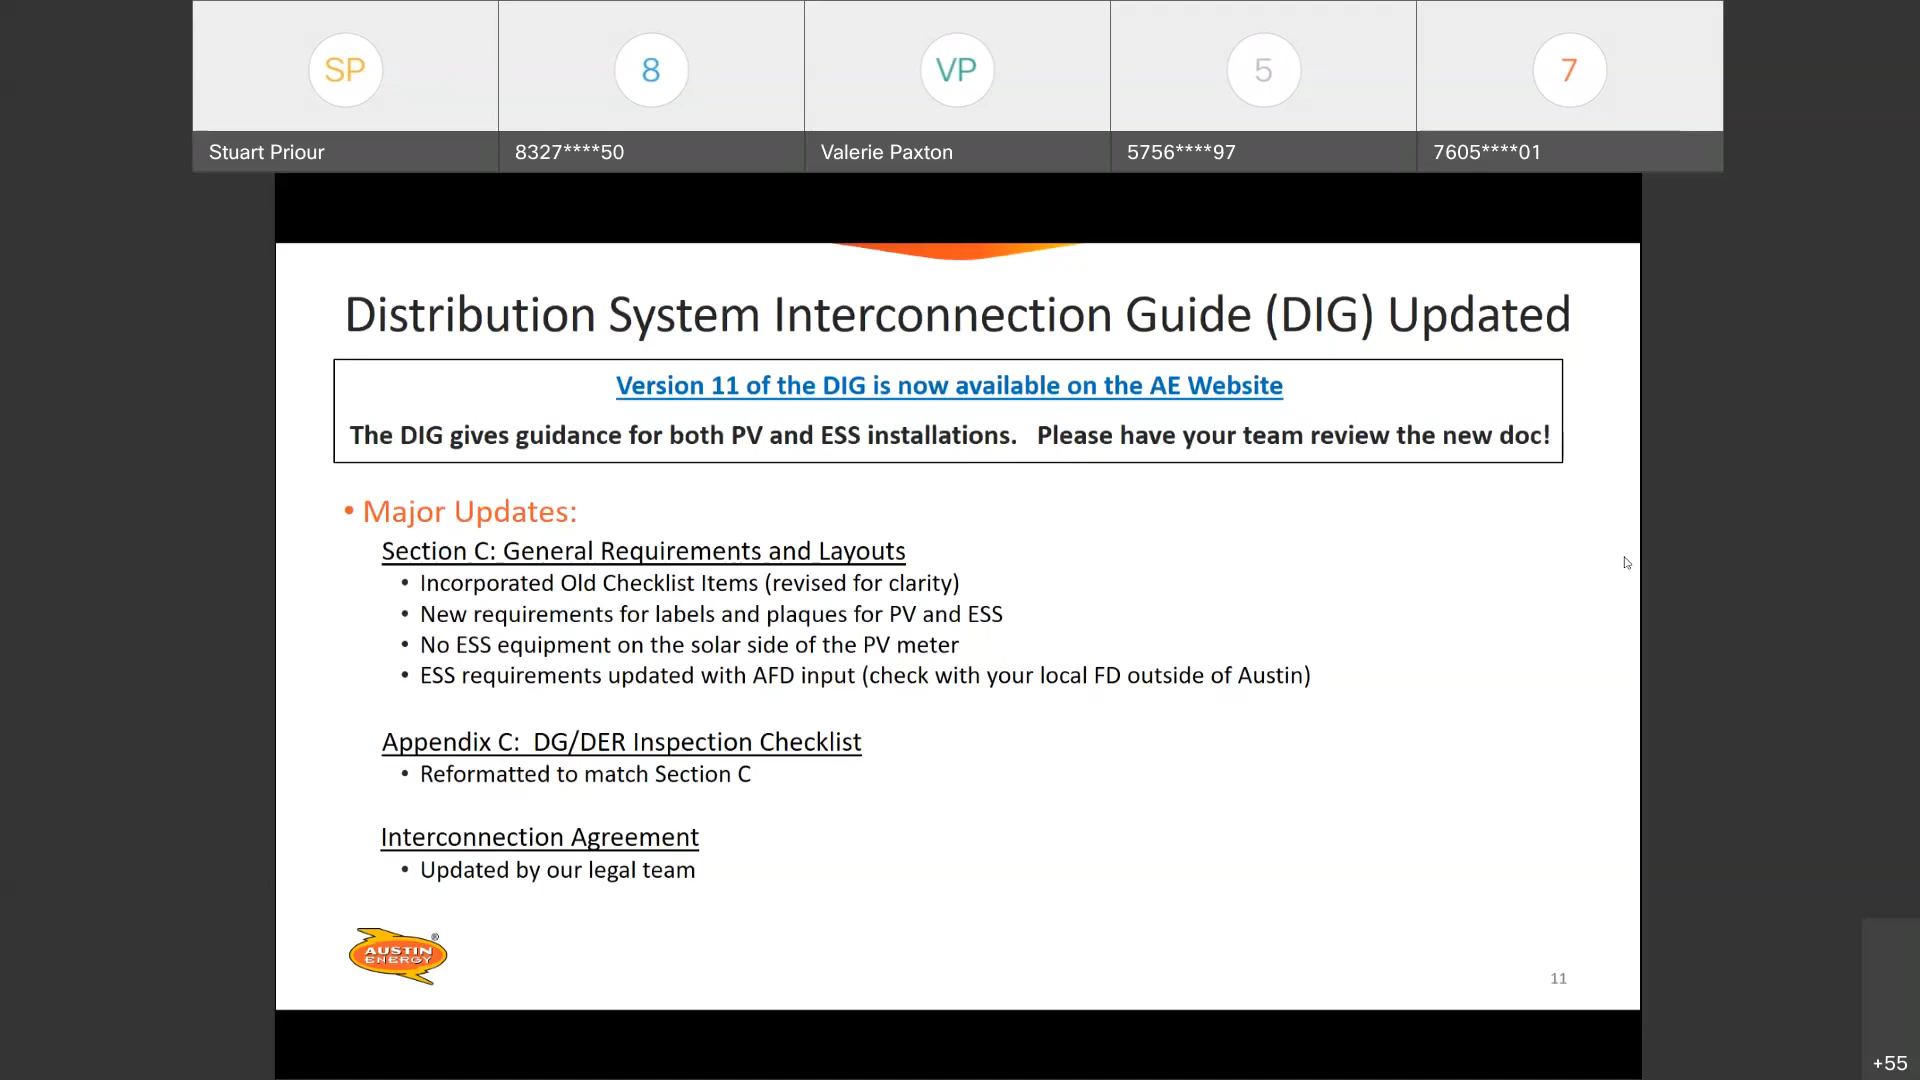 SP
8
VP
5
7
Stuart Priour
8327****50
Valerie Paxton
5756****97
7605****01
Distribution System Interconnection Guide (DIG) Updated
Version 11 of the DIG is now available on the AE Website
The DIG gives guidance for both PV and ESS installations. Please have your team review the new doc!
• Major Updates:
Section C: General Requirements and Layouts
• Incorporated Old Checklist Items (revised for clarity)
• New requirements for labels and plaques for PV and ESS
• No ESS equipment on the solar side of the PV meter
• ESS requirements updated with AFD input (check with your local FD outside of Austin)
Appendix C: DG/DER Inspection Checklist
• Reformatted to match Section C
Interconnection Agreement
• Updated by our legal team
AUSTIN
ENERGY
®
11
+55